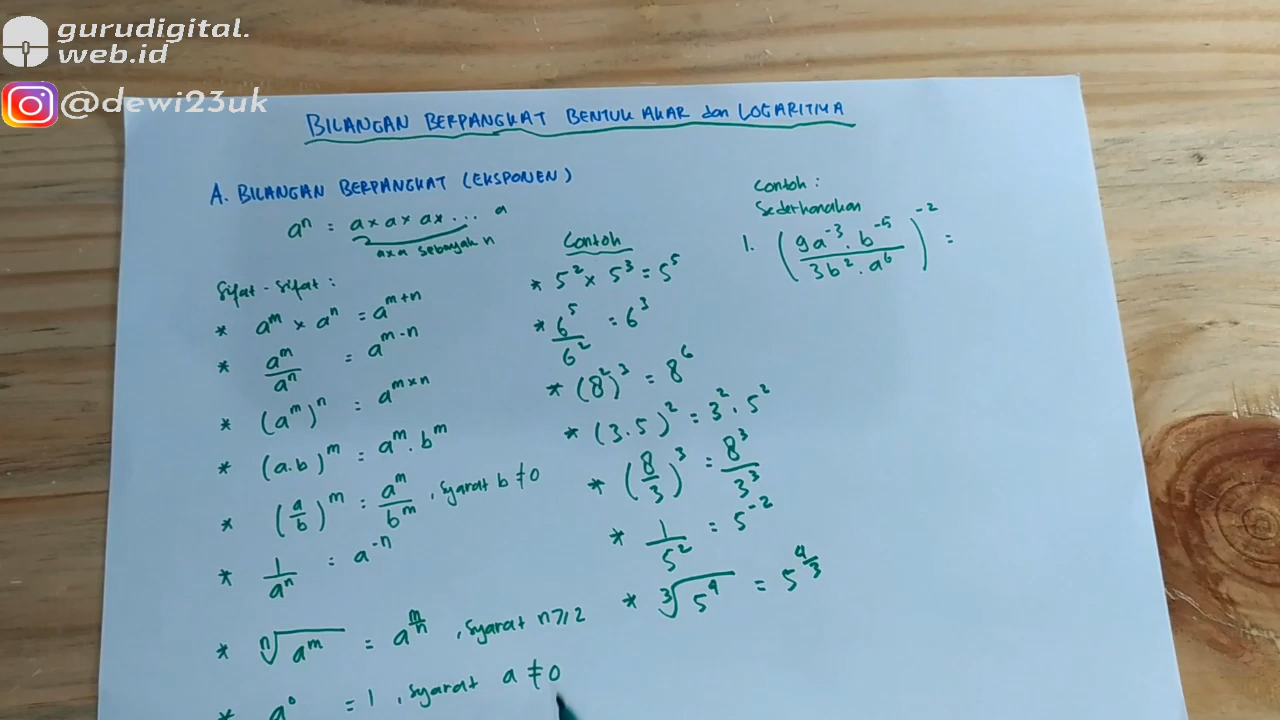 gurudigital.
web.id
@dewi23uk
BILANGAN BERPANGKAT BENTUK AKAR dan LOGARITMA
A. BILANGAN BERPANGKAT (EKSPONEN)
aⁿ = a × a × a × ... a
axa sebanyak n
Sifat - Sifat :
* aᵐ × aⁿ = aᵐ⁺ⁿ
* aᵐ/aⁿ = aᵐ⁻ⁿ
* (aᵐ)ⁿ = aᵐˣⁿ
* (a.b)ᵐ = aᵐ . bᵐ
* (a/b)ᵐ = aᵐ/bᵐ , syarat b ≠ 0
* 1/aⁿ = a⁻ⁿ
* ⁿ√aᵐ = a^(m/n) , syarat n ≥ 2
* a⁰ = 1 , syarat a ≠ 0
Contoh
* 5² × 5³ = 5⁵
* 6⁵/6² = 6³
* (8²)³ = 8⁶
* (3.5)² = 3² . 5²
* (8/3)³ = 8³/3³
* 1/5² = 5⁻²
* ³√5⁴ = 5^(4/3)
Contoh :
Sederhanakan
1. (9a⁻³ . b⁻⁵ / 3b² . a⁶)⁻² =